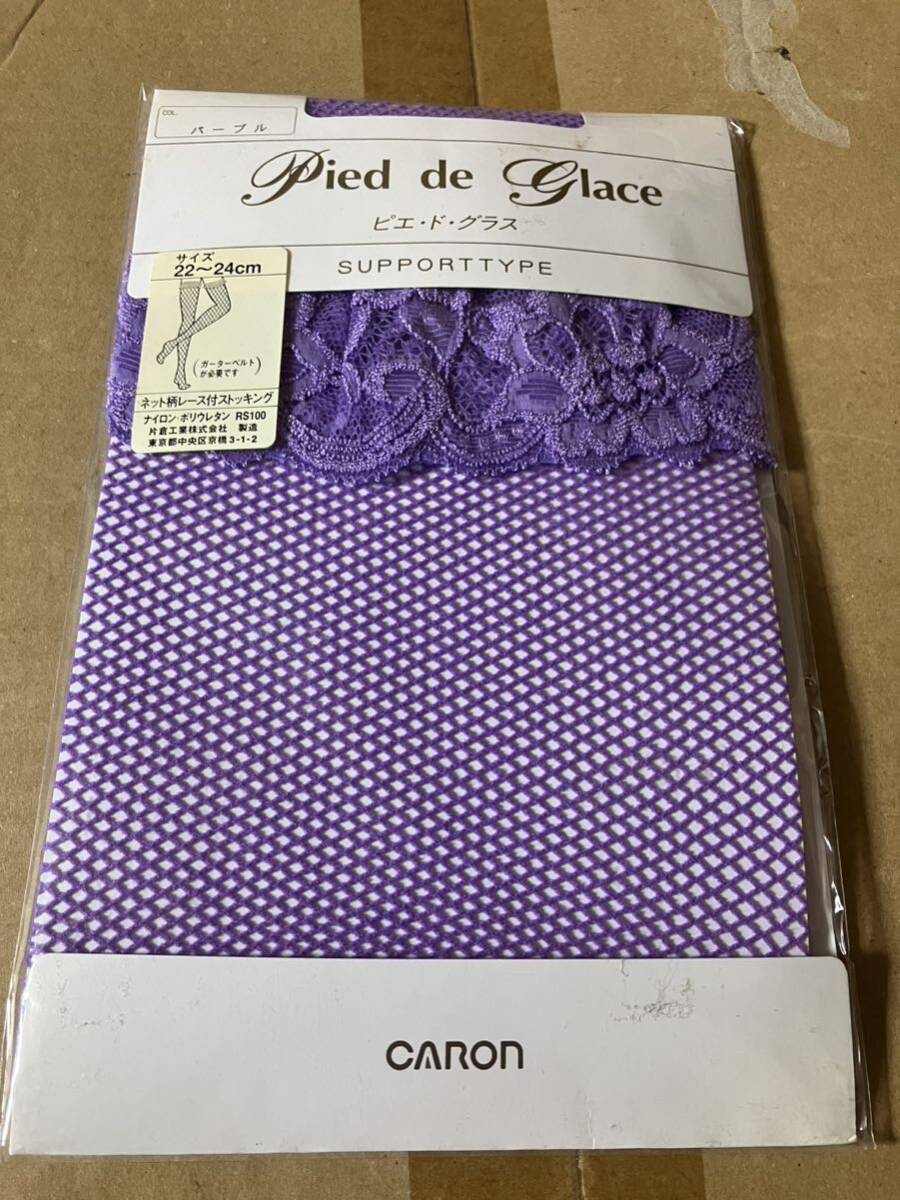 COL.
パープル
Pied de Glace
ピエ・ド・グラス
SUPPORTTYPE
サイズ
22〜24cm
(ガーターベルト
が必要です)
ネット柄レース付ストッキング
ナイロン・ポリウレタン RS100
片倉工業株式会社 製造
東京都中央区京橋3-1-2
CARON